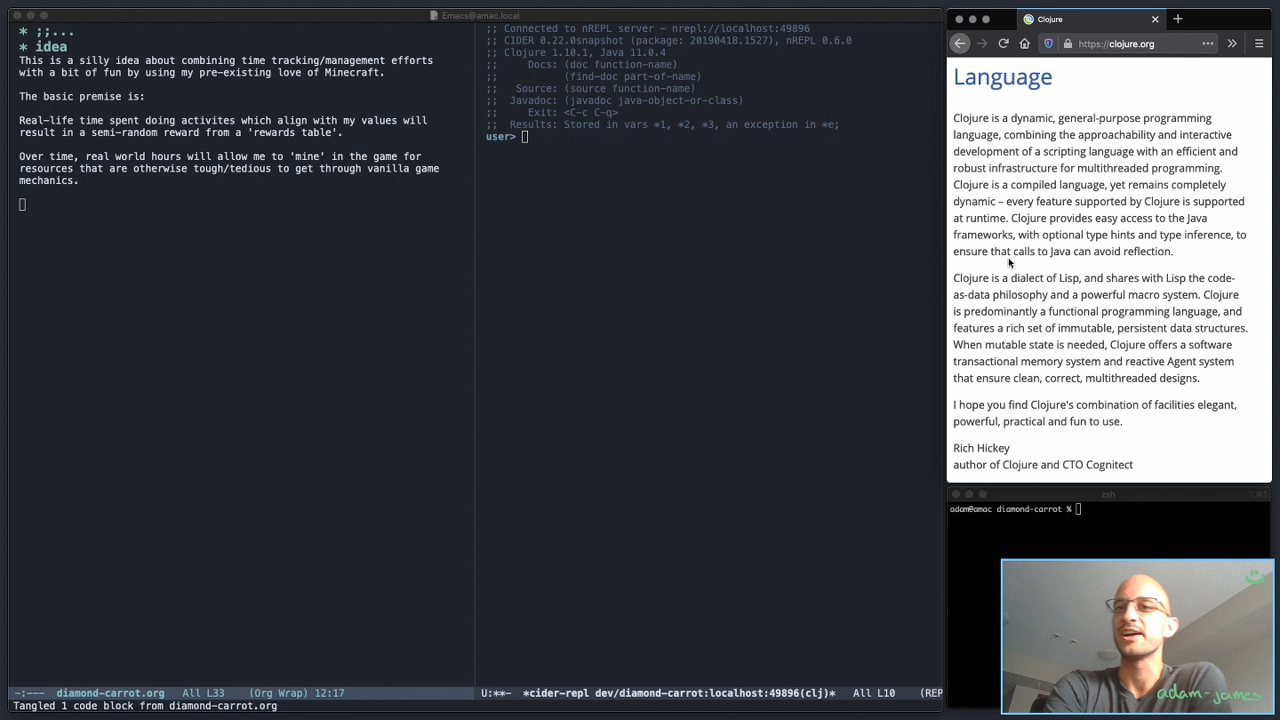 Emacs@amac.local
* ;;...
* idea
This is a silly idea about combining time tracking/management efforts
with a bit of fun by using my pre-existing love of Minecraft.
The basic premise is:
Real-life time spent doing activites which align with my values will
result in a semi-random reward from a 'rewards table'.
Over time, real world hours will allow me to 'mine' in the game for
resources that are otherwise tough/tedious to get through vanilla game
mechanics.
-:--- diamond-carrot.org All L33 (Org Wrap) 12:17
Tangled 1 code block from diamond-carrot.org
;; Connected to nREPL server - nrepl://localhost:49896
;; CIDER 0.22.0snapshot (package: 20190418.1527), nREPL 0.6.0
;; Clojure 1.10.1, Java 11.0.4
;; Docs: (doc function-name)
;; (find-doc part-of-name)
;; Source: (source function-name)
;; Javadoc: (javadoc java-object-or-class)
;; Exit: <C-c C-q>
;; Results: Stored in vars *1, *2, *3, an exception in *e;
user>
U:**- *cider-repl dev/diamond-carrot:localhost:49896(clj)* All L10 (REP
Clojure
https://clojure.org
Language
Clojure is a dynamic, general-purpose programming
language, combining the approachability and interactive
development of a scripting language with an efficient and
robust infrastructure for multithreaded programming.
Clojure is a compiled language, yet remains completely
dynamic – every feature supported by Clojure is supported
at runtime. Clojure provides easy access to the Java
frameworks, with optional type hints and type inference, to
ensure that calls to Java can avoid reflection.
Clojure is a dialect of Lisp, and shares with Lisp the code-
as-data philosophy and a powerful macro system. Clojure
is predominantly a functional programming language, and
features a rich set of immutable, persistent data structures.
When mutable state is needed, Clojure offers a software
transactional memory system and reactive Agent system
that ensure clean, correct, multithreaded designs.
I hope you find Clojure's combination of facilities elegant,
powerful, practical and fun to use.
Rich Hickey
author of Clojure and CTO Cognitect
zsh
adam@amac diamond-carrot %
adam-james